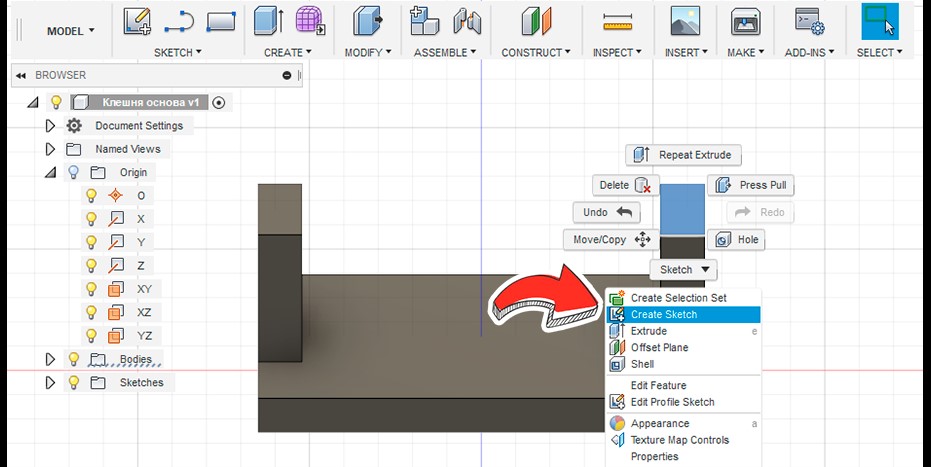 MODEL
SKETCH
CREATE
MODIFY
ASSEMBLE
CONSTRUCT
INSPECT
INSERT
MAKE
ADD-INS
SELECT
BROWSER
Клешня основа v1
Document Settings
Named Views
Origin
O
X
Y
Z
XY
XZ
YZ
Bodies
Sketches
Repeat Extrude
Delete
Press Pull
Undo
Redo
Move/Copy
Hole
Sketch
Create Selection Set
Create Sketch
Extrude e
Offset Plane
Shell
Edit Feature
Edit Profile Sketch
Appearance a
Texture Map Controls
Properties